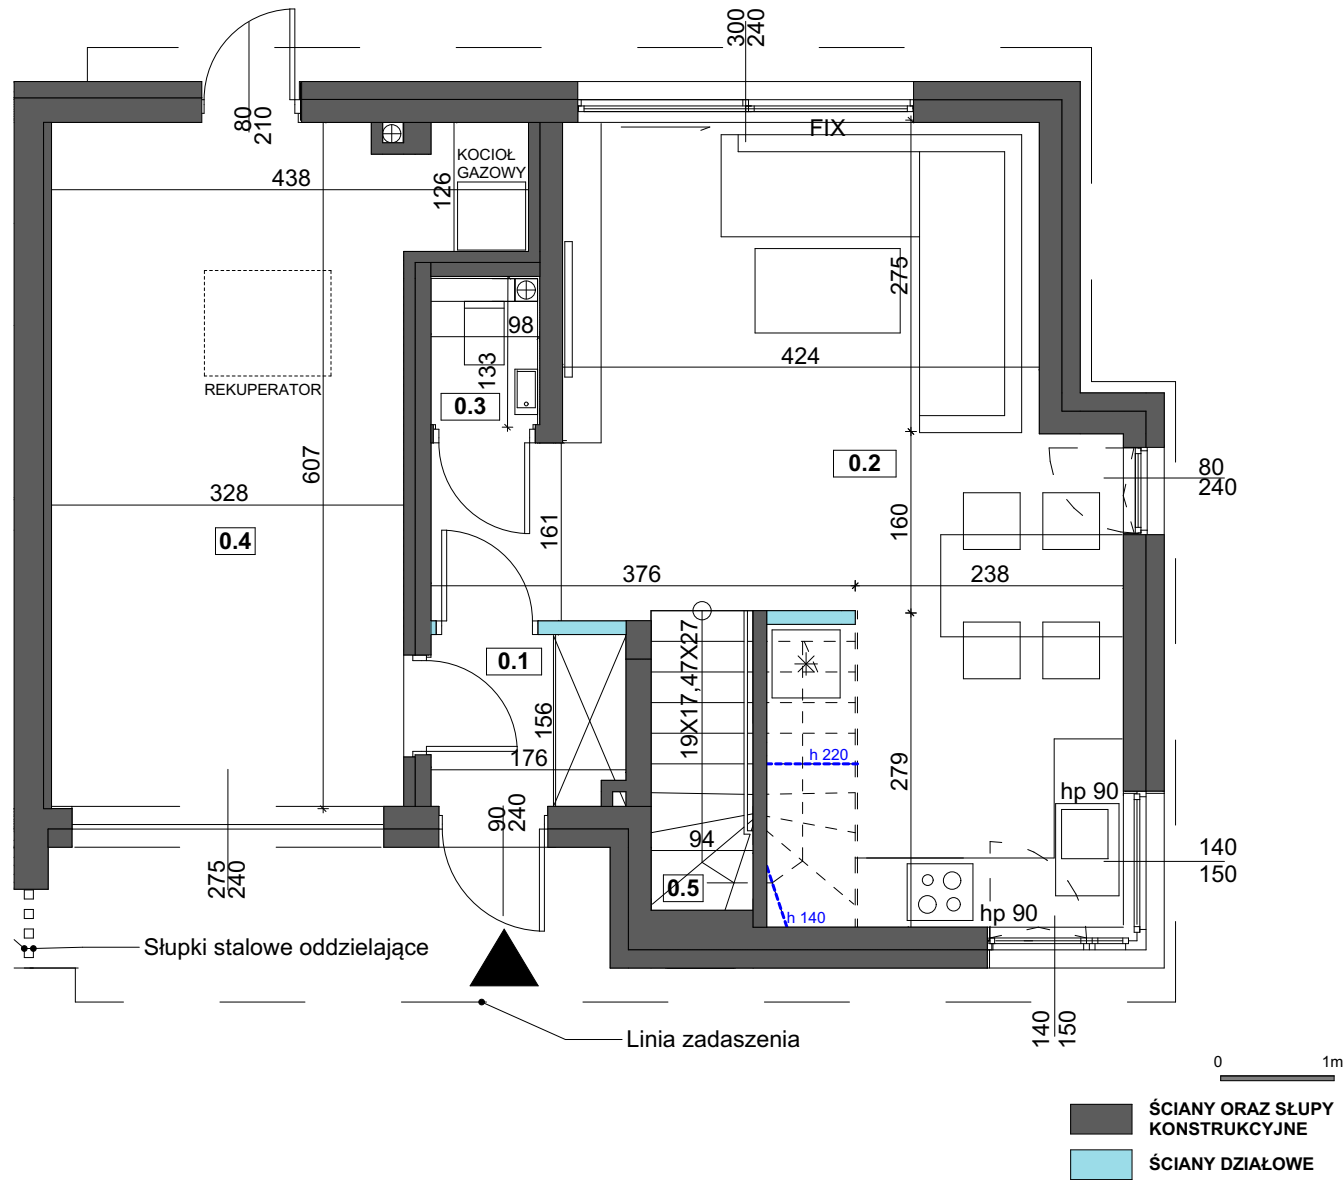 300
240
80
210
FIX
KOCIOŁ
GAZOWY
438
126
275
98
424
133
REKUPERATOR
0.3
607
0.2
80
240
328
161
160
0.4
376
238
19X17,47X27
0.1
156
176
h 220
279
hp 90
90
240
94
140
150
275
240
0.5
h 140
hp 90
Słupki stalowe oddzielające
140
150
Linia zadaszenia
0
1m
ŚCIANY ORAZ SŁUPY
KONSTRUKCYJNE
ŚCIANY DZIAŁOWE